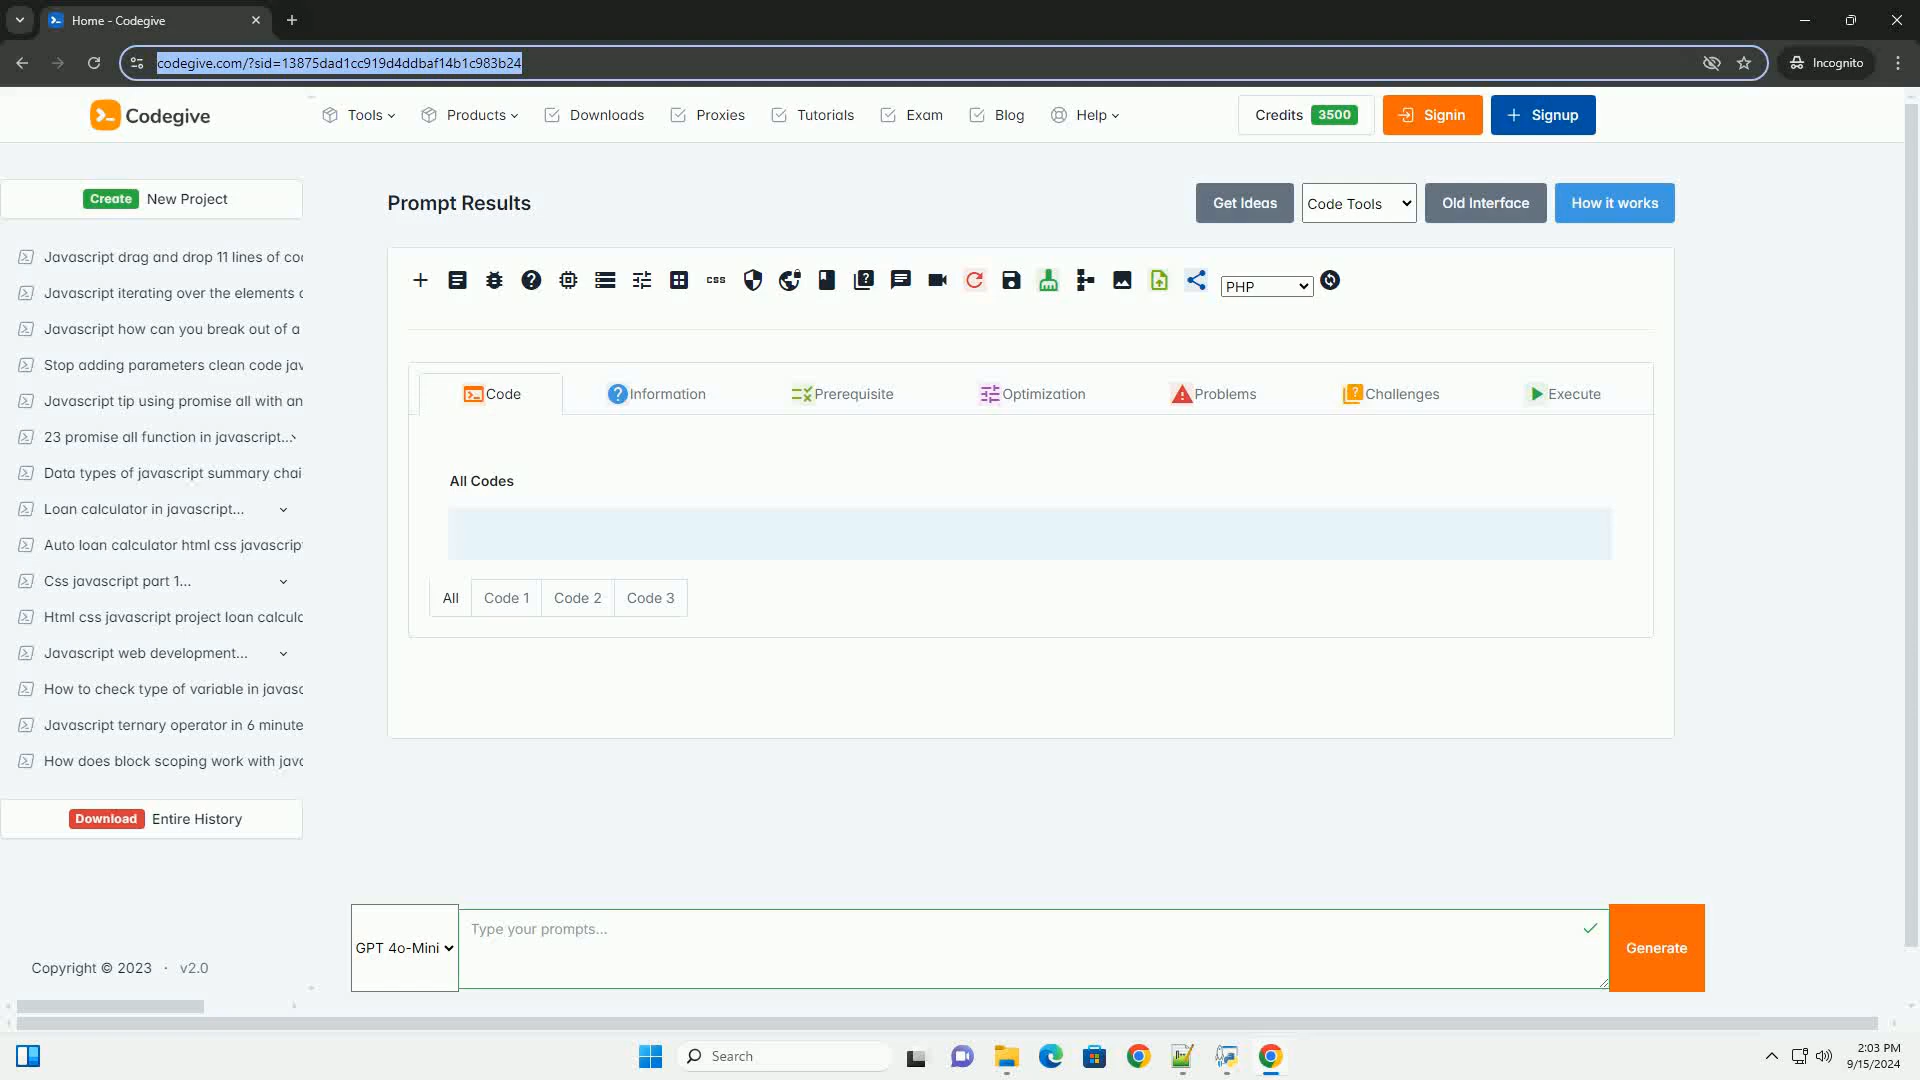 Home - Codegive
codegive.com/?sid=13875dad1cc919d4ddbaf14b1c983b24
Incognito
Codegive
Tools
Products
Downloads
Proxies
Tutorials
Exam
Blog
Help
Credits 3500
Signin
Signup
Create New Project
Javascript drag and drop 11 lines of
Javascript iterating over the elements
Javascript how can you break out of a
Stop adding parameters clean code
Javascript tip using promise all with an
23 promise all function in javascript...
Data types of javascript summary
Loan calculator in javascript...
Auto loan calculator html css
Css javascript part 1...
Html css javascript project loan
Javascript web development...
How to check type of variable in
Javascript ternary operator in 6
How does block scoping work with
Download Entire History
Copyright © 2023 · v2.0
Prompt Results
Get Ideas
Code Tools
Old Interface
How it works
css
PHP
Code
Information
Prerequisite
Optimization
Problems
Challenges
Execute
All Codes
All
Code 1
Code 2
Code 3
GPT 4o-Mini
Type your prompts...
Generate
Search
2:03 PM
9/15/2024